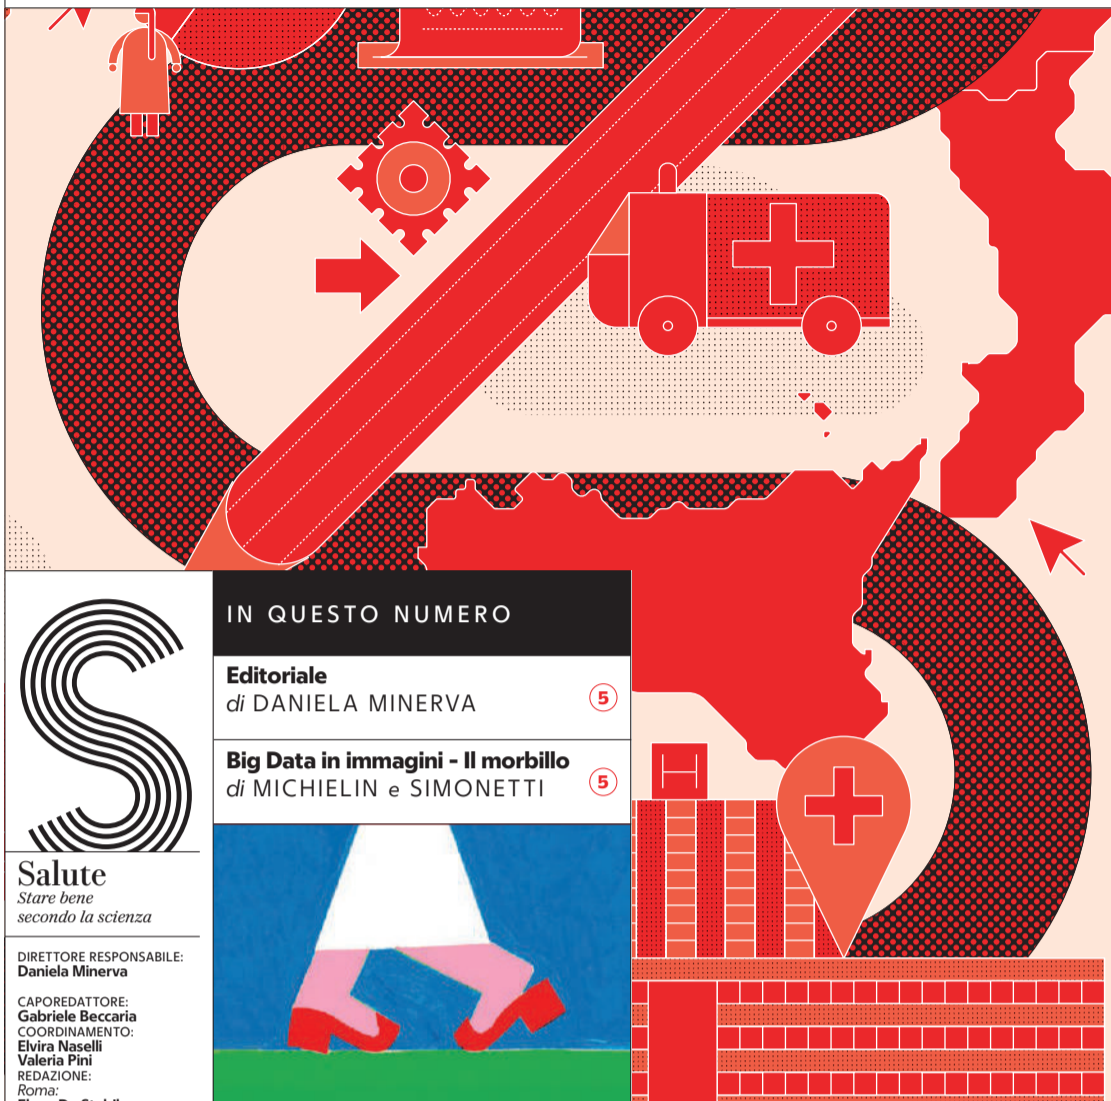 IN QUESTO NUMERO
Editoriale
di DANIELA MINERVA
5
Big Data in immagini - Il morbillo
di MICHIELIN e SIMONETTI
5
H
S
Salute
Stare bene
secondo la scienza
DIRETTORE RESPONSABILE:
Daniela Minerva
CAPOREDATTORE:
Gabriele Beccaria
COORDINAMENTO:
Elvira Naselli
Valeria Pini
REDAZIONE:
Roma: